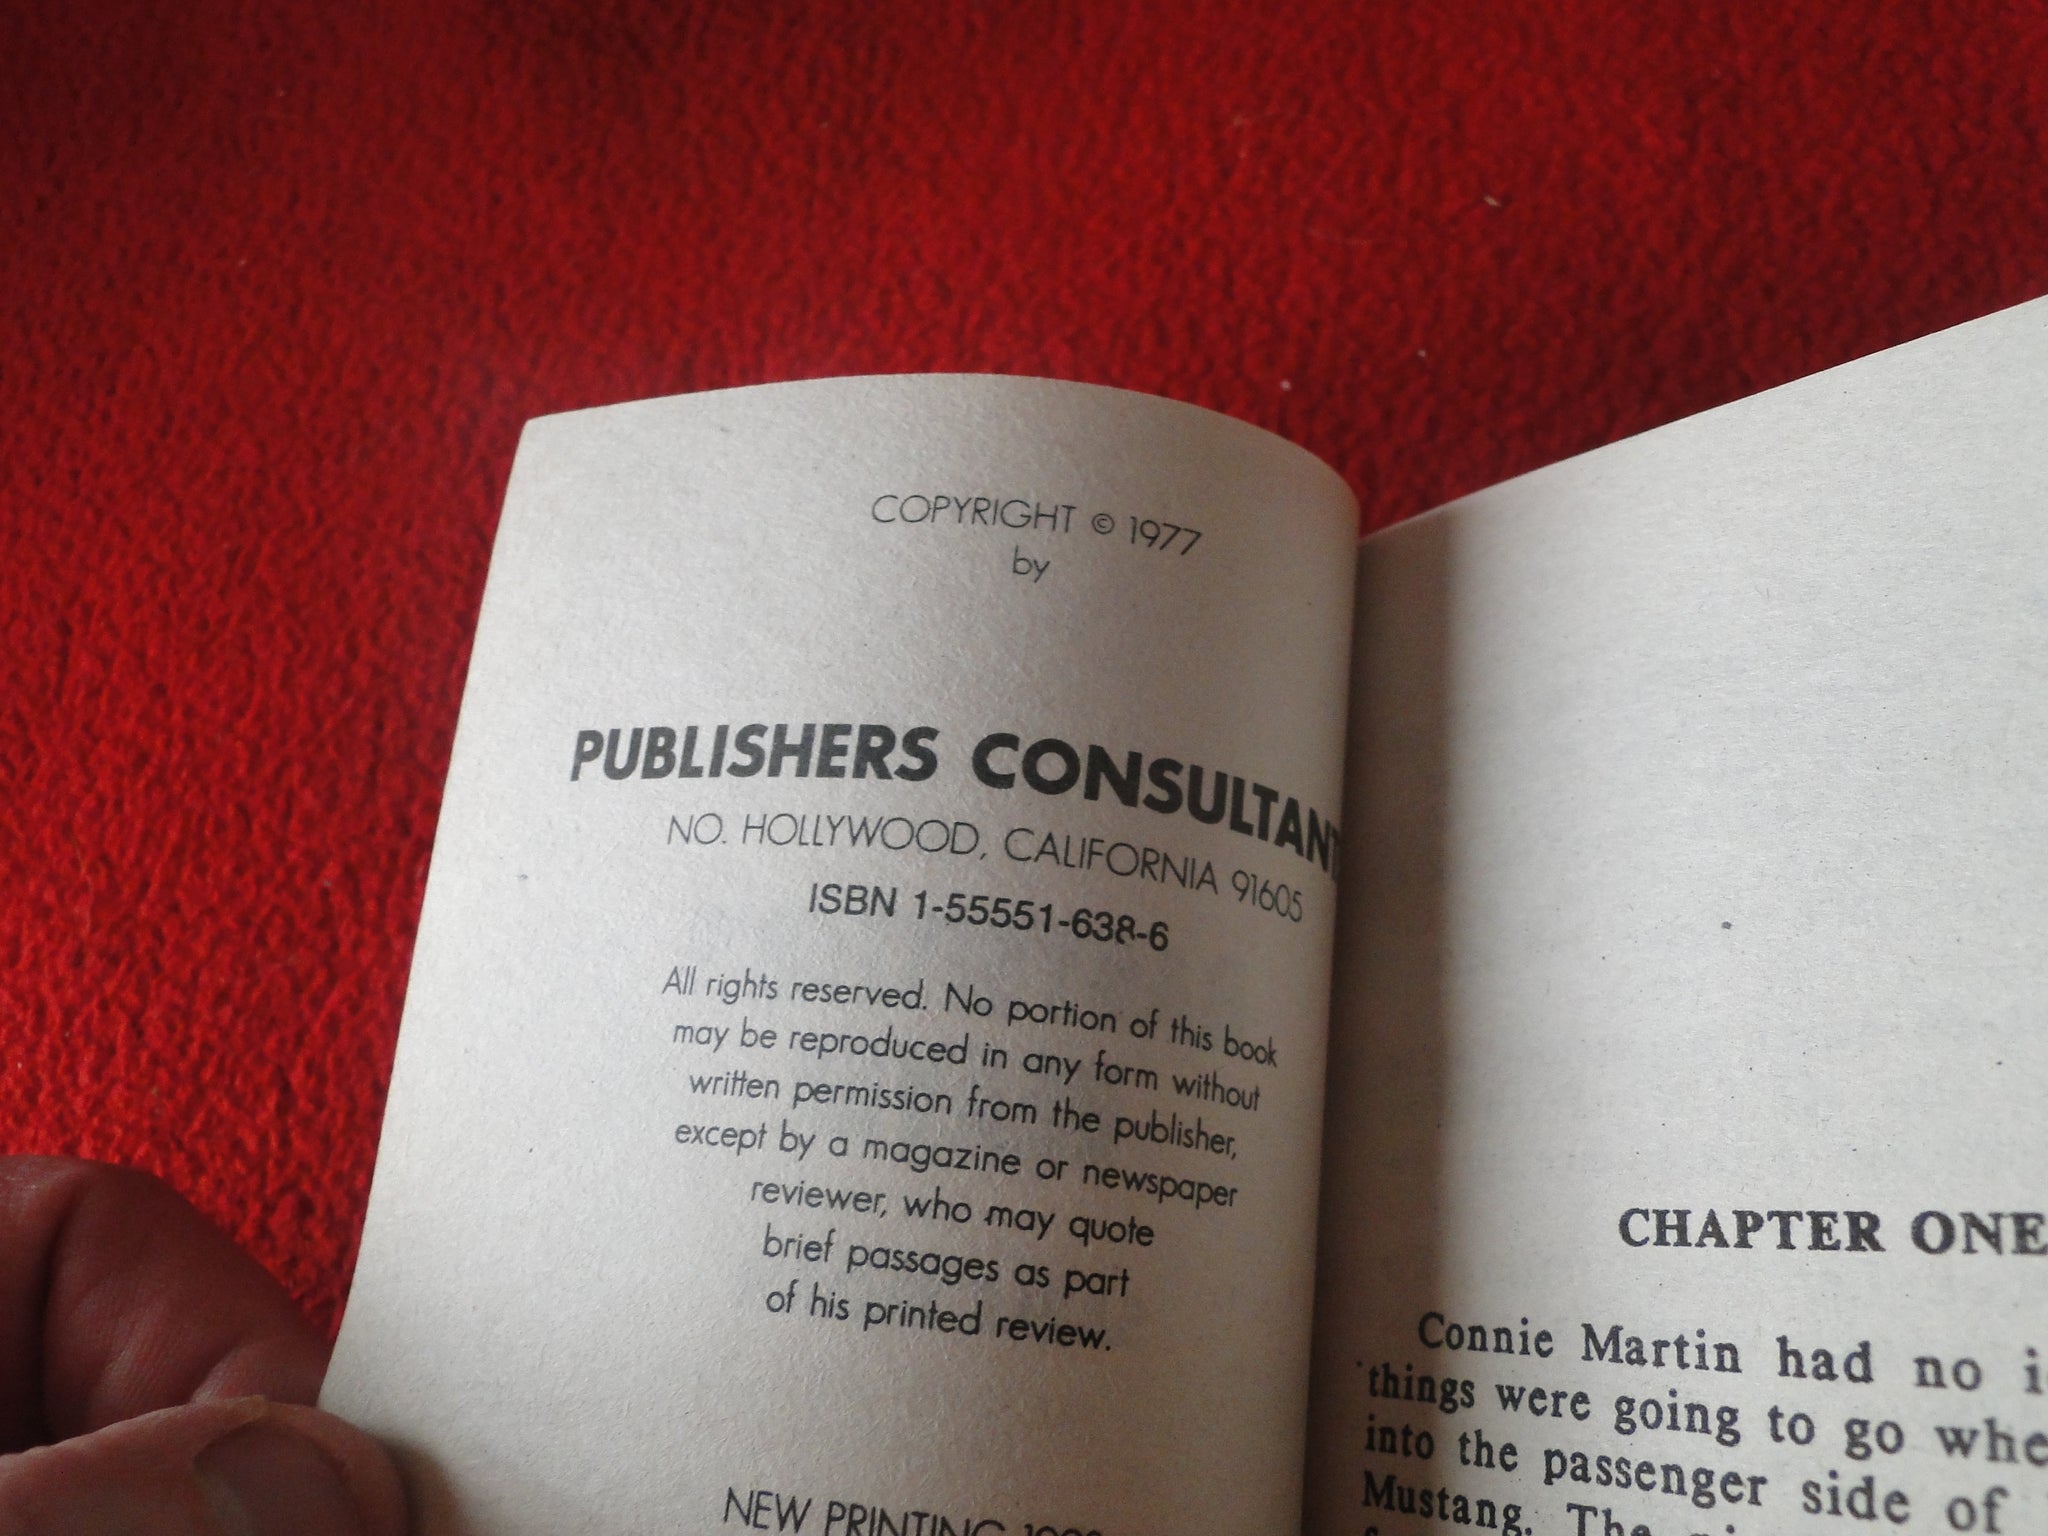 COPYRIGHT © 1977
by
PUBLISHERS CONSULTANT
NO. HOLLYWOOD, CALIFORNIA 91605
ISBN 1-55551-638-6
All rights reserved. No portion of this book
may be reproduced in any form without
written permission from the publisher,
except by a magazine or newspaper
reviewer, who may quote
brief passages as part
of his printed review.
NEW PRINTING
CHAPTER ONE
Connie Martin had no
things were going to go
into the passenger side of
Mustang. The